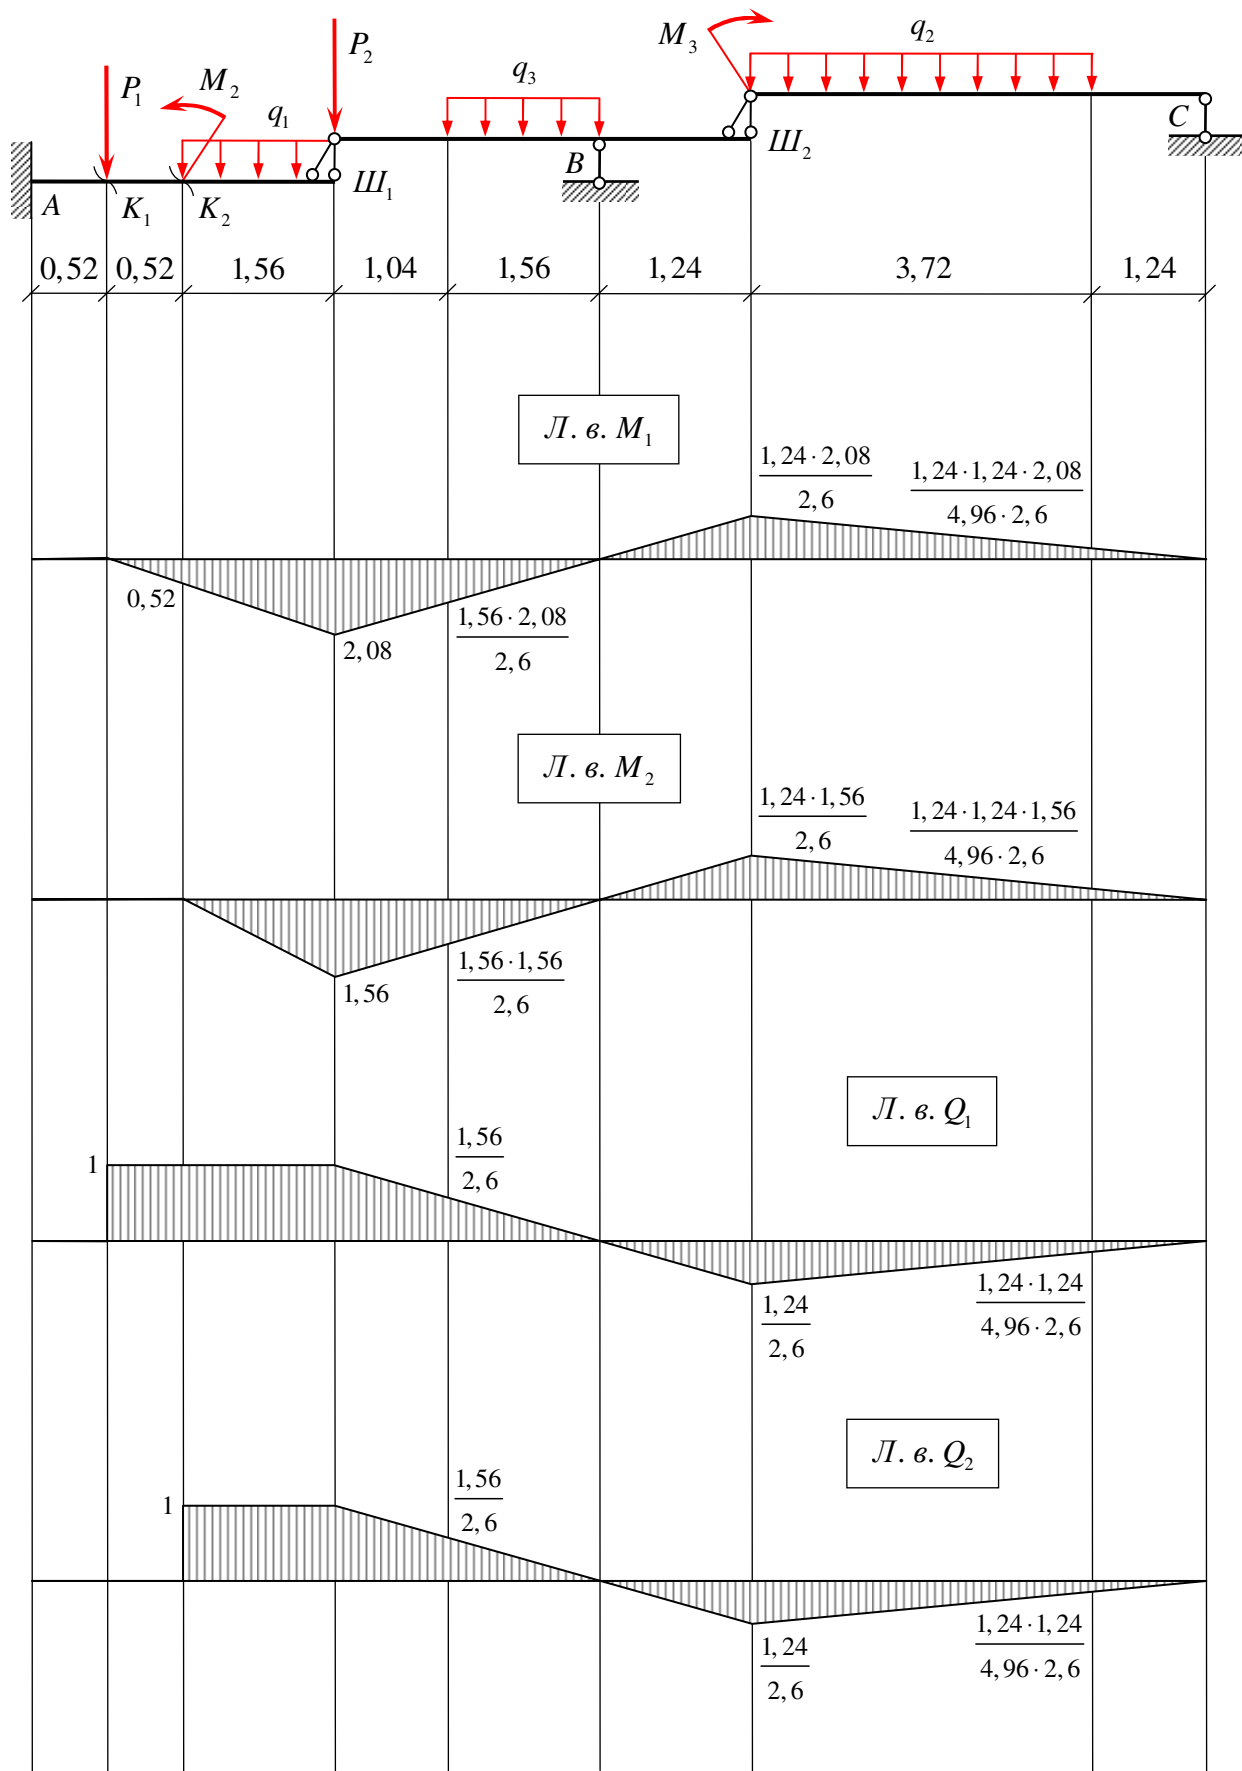 P₁ M₂ q₁ P₂ q₃ M₃ q₂
A K₁ K₂ Ш₁ B Ш₂ C
0,52 0,52 1,56 1,04 1,56 1,24 3,72 1,24
Л. в. M₁
1,24 · 2,08 / 2,6
1,24 · 1,24 · 2,08 / 4,96 · 2,6
0,52
2,08
1,56 · 2,08 / 2,6
Л. в. M₂
1,24 · 1,56 / 2,6
1,24 · 1,24 · 1,56 / 4,96 · 2,6
1,56
1,56 · 1,56 / 2,6
Л. в. Q₁
1
1,56 / 2,6
1,24 / 2,6
1,24 · 1,24 / 4,96 · 2,6
Л. в. Q₂
1
1,56 / 2,6
1,24 / 2,6
1,24 · 1,24 / 4,96 · 2,6